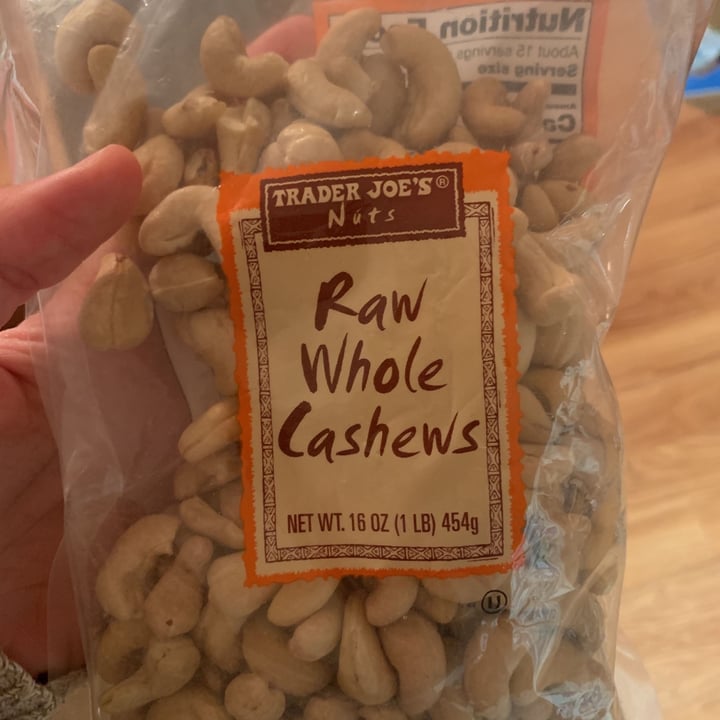 Nutrition
About 15 servings
Serving size
TRADER JOE'S®
Nuts
Raw
Whole
Cashews
NET WT. 16 OZ (1 LB) 454g
U